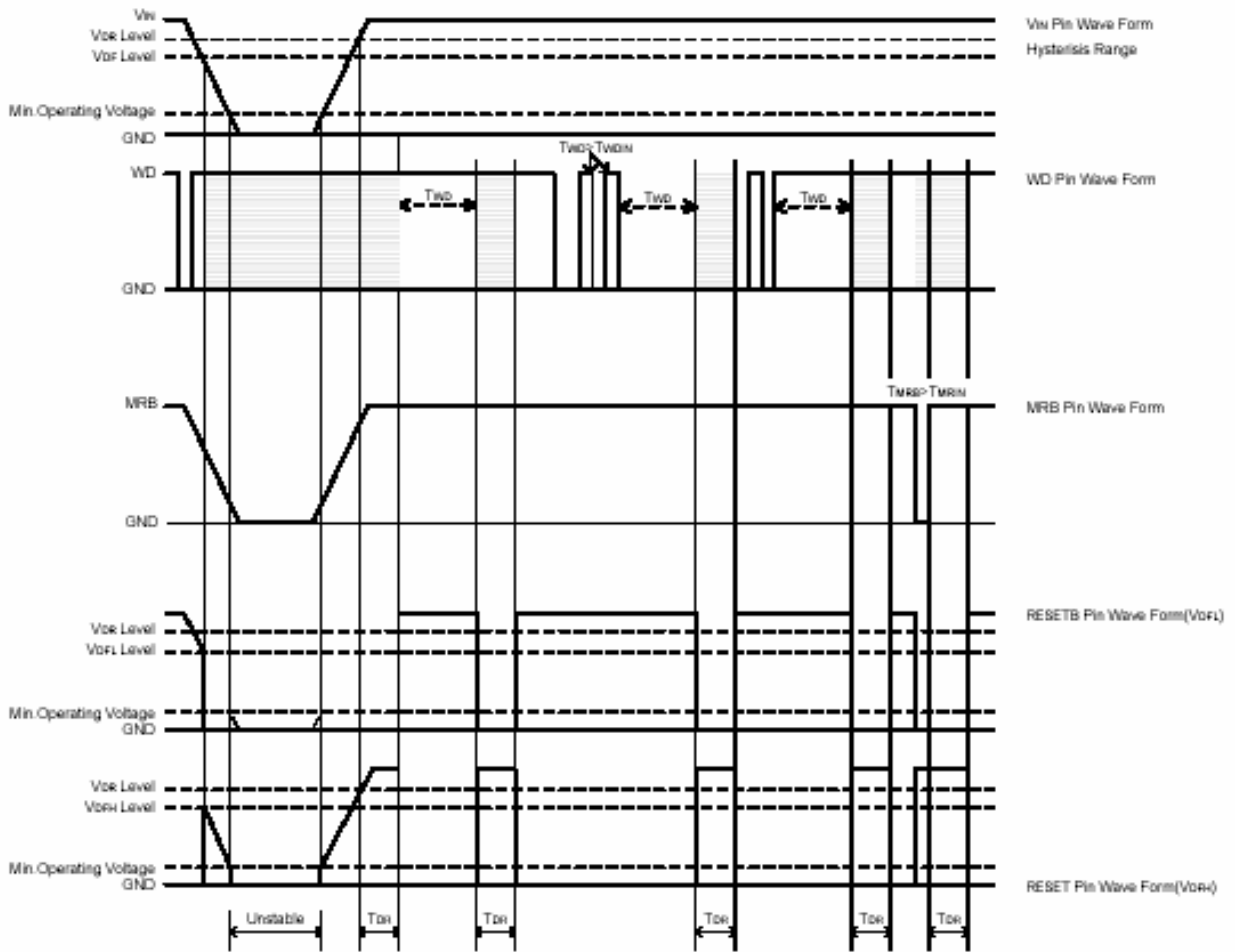 VIN
VIN Pin Wave Form
VDR Level
Hysterisis Range
VDF Level
Min.Operating Voltage
GND
TWD>TWDIN
WD
WD Pin Wave Form
TWD
TWD
TWD
GND
TMRB>TMRIN
MRB
MRB Pin Wave Form
GND
RESETB Pin Wave Form(VDFL)
VDR Level
VDFL Level
Min.Operating Voltage
GND
VDR Level
VDFH Level
Min.Operating Voltage
GND
RESET Pin Wave Form(VDFH)
Unstable
TDR
TDR
TDR
TDR
TDR